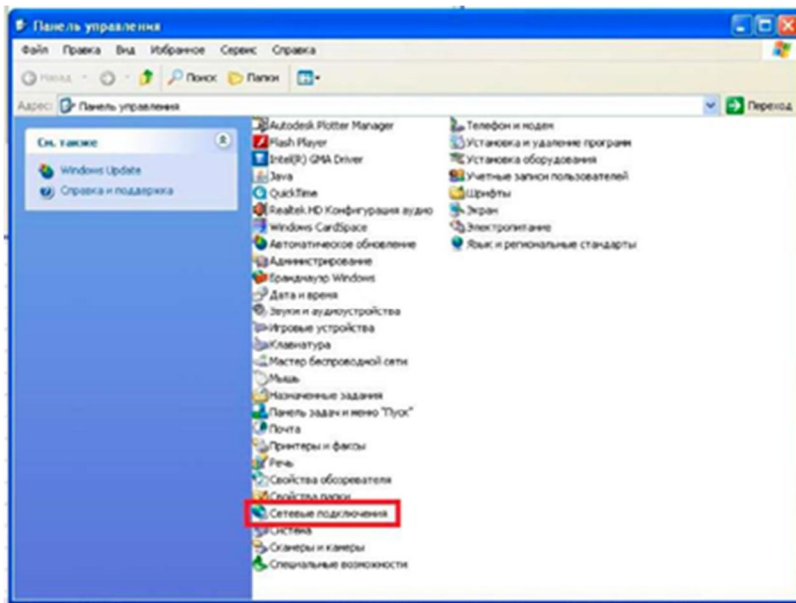 Панель управления
Файл Правка Вид Избранное Сервис Справка
Назад Поиск Папки
Адрес: Панель управления Переход
См. также
Windows Update
Справка и поддержка
Autodesk Plotter Manager
Flash Player
Intel(R) GMA Driver
Java
QuickTime
Realtek HD Конфигурация аудио
Windows CardSpace
Автоматическое обновление
Администрирование
Брандмауэр Windows
Дата и время
Звуки и аудиоустройства
Игровые устройства
Клавиатура
Мастер беспроводной сети
Мышь
Назначенные задания
Панель задач и меню "Пуск"
Почта
Принтеры и факсы
Речь
Свойства обозревателя
Свойства папки
Сетевые подключения
Система
Сканеры и камеры
Специальные возможности
Телефон и модем
Установка и удаление программ
Установка оборудования
Учетные записи пользователей
Шрифты
Экран
Электропитание
Язык и региональные стандарты